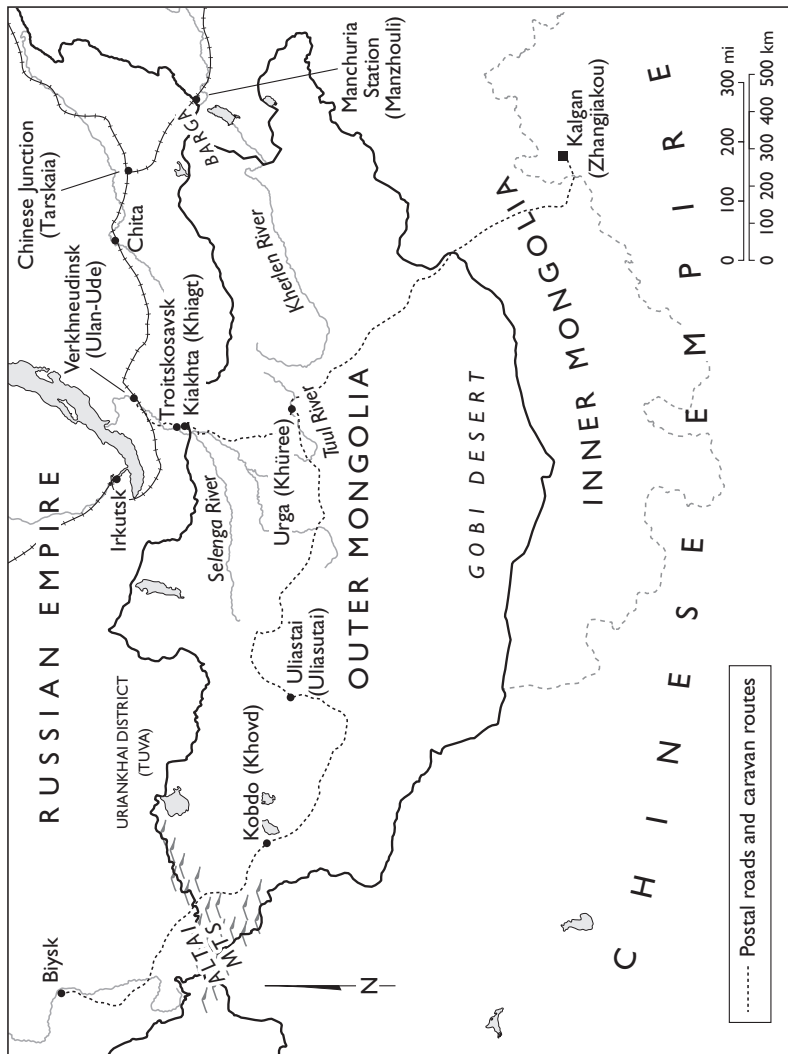 RUSSIAN EMPIRE
Biysk
ALTAI
MTS
URIANKHAI DISTRICT
(TUVA)
Irkutsk
Verkhneudinsk
(Ulan-Ude)
Chita
Chinese Junction
(Tarskaia)
Troitskosavsk
Kiakhta (Khiagt)
BARGA
Manchuria
Station
(Manzhouli)
Selenga River
Kherlen River
Urga (Khuree)
Tuul River
Kobdo (Khovd)
Uliastai
(Uliasutai)
OUTER MONGOLIA
GOBI DESERT
INNER MONGOLIA
Kalgan
(Zhangjiakou)
CHINESE EMPIRE
N
Postal roads and caravan routes
0 100 200 300 mi
0 100 200 300 400 500 km